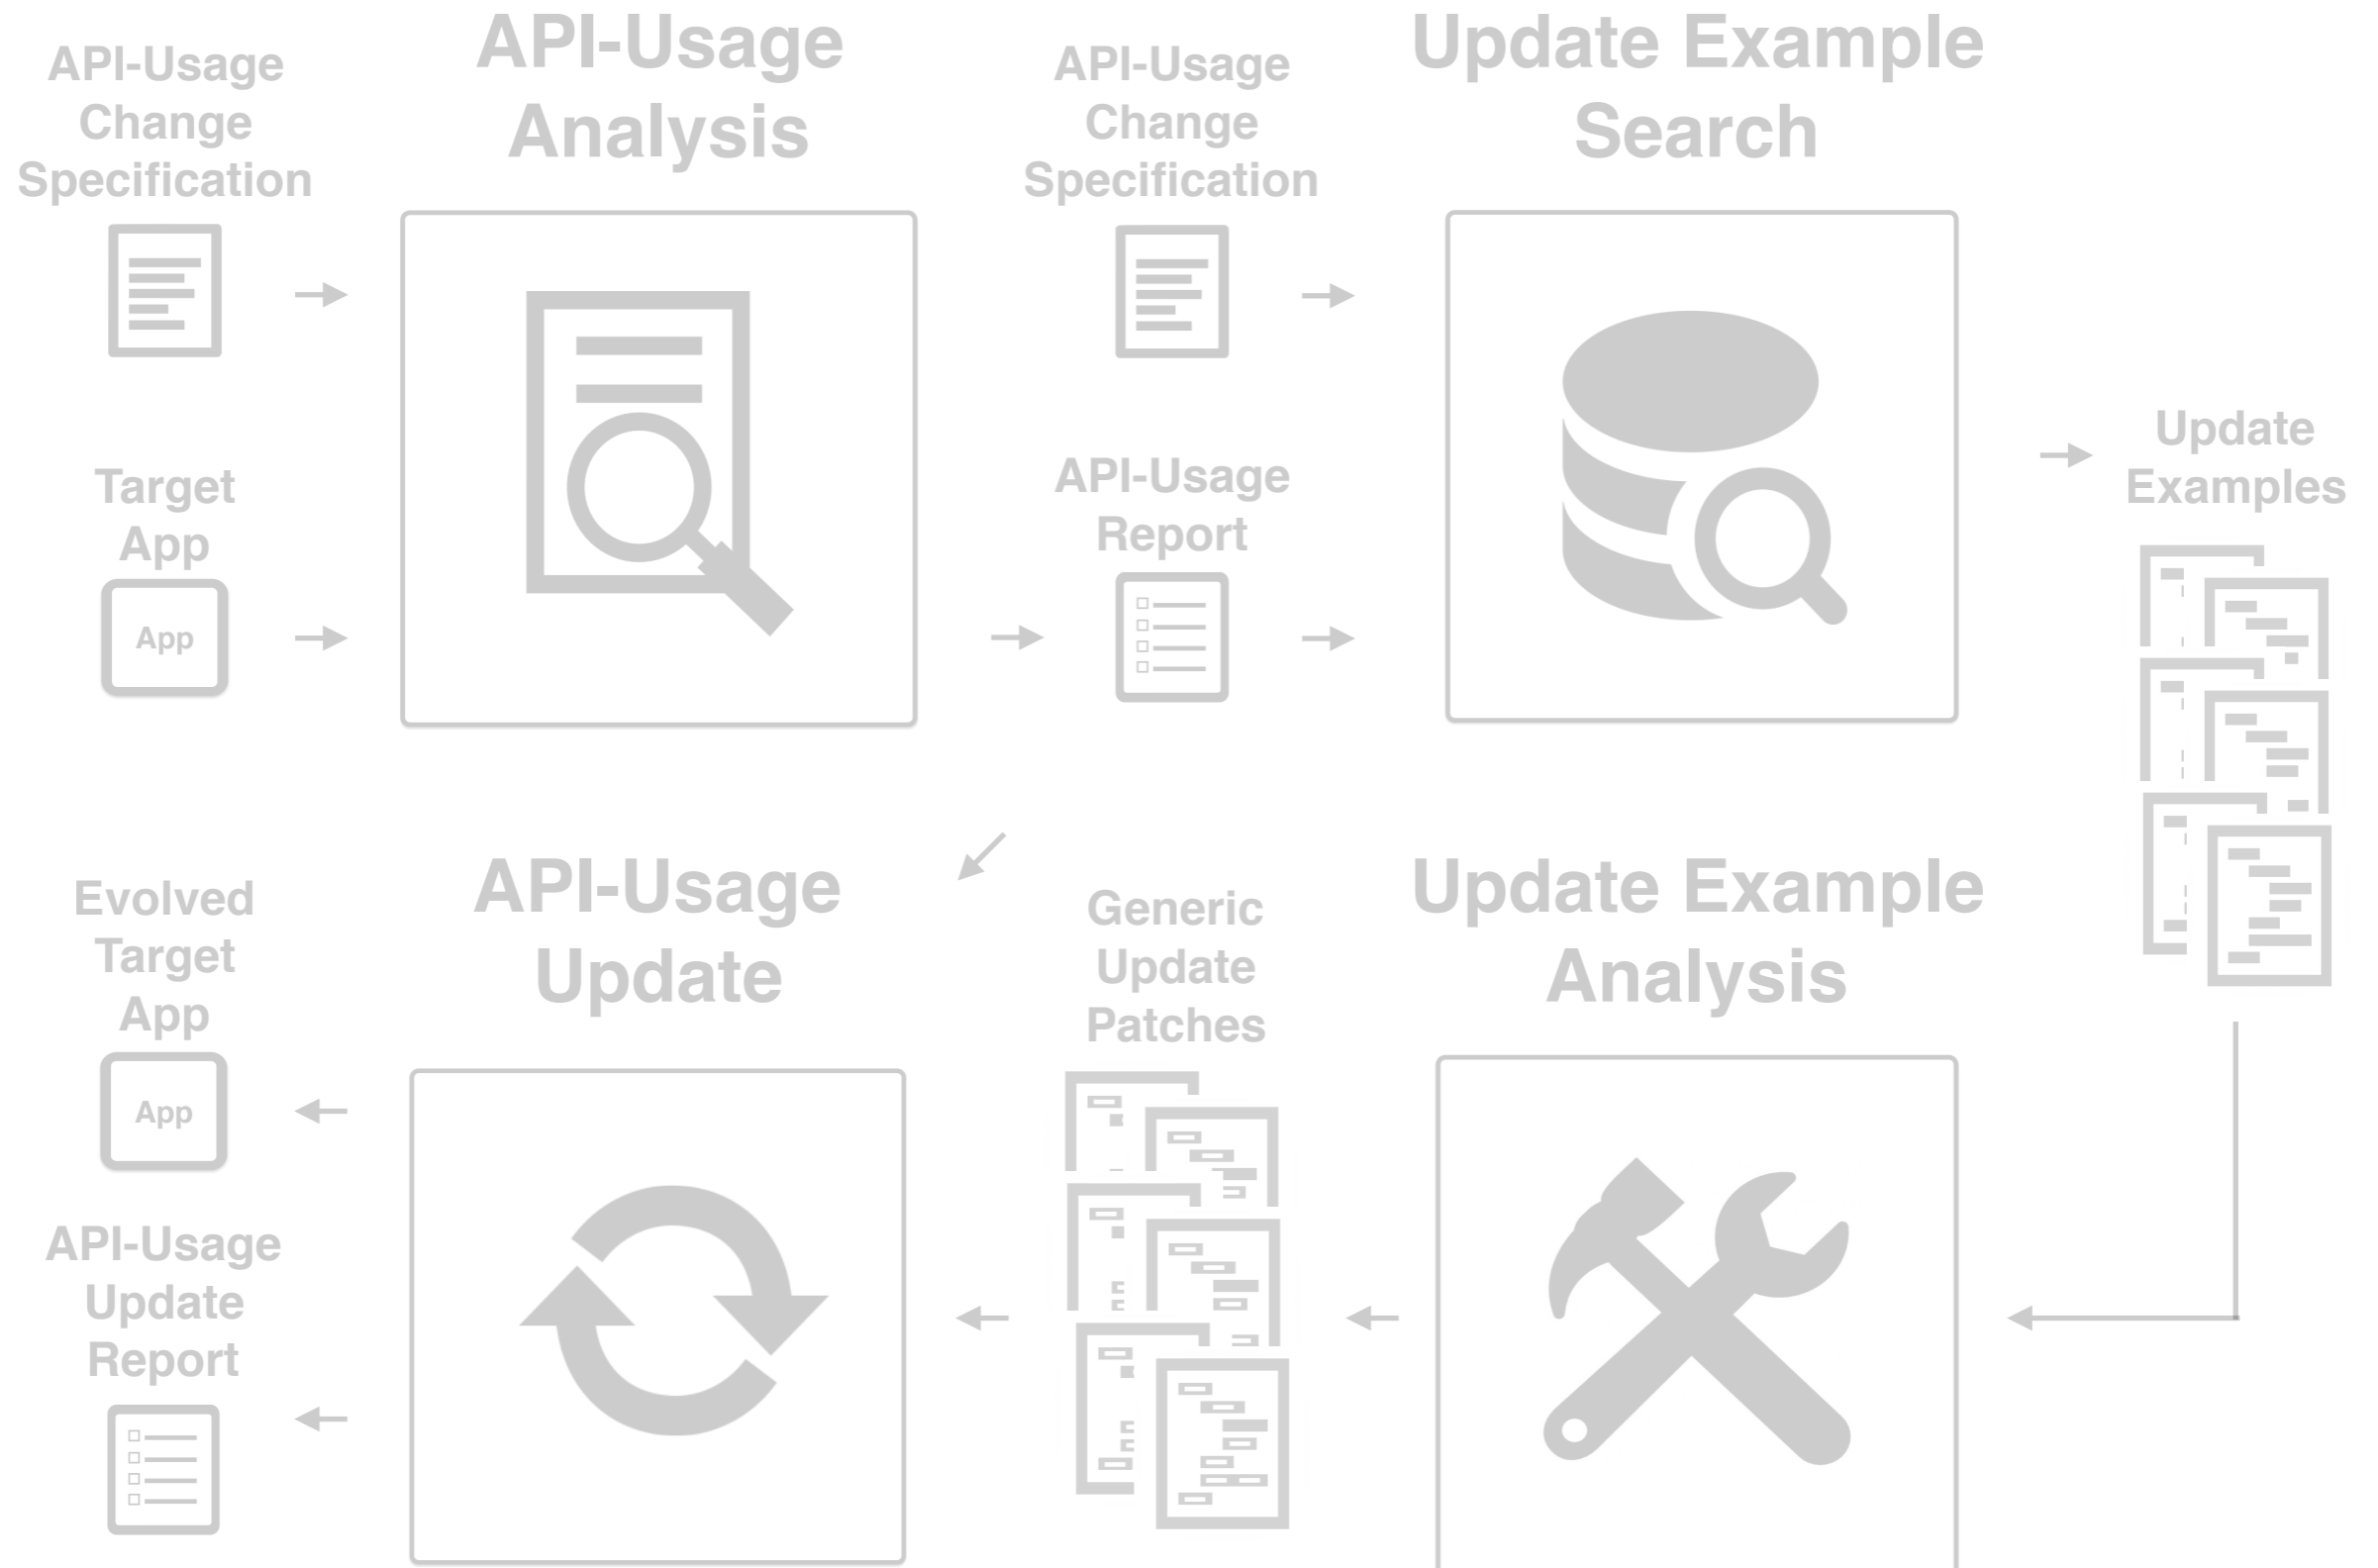 API-Usage
Change
Specification
API-Usage
Analysis
API-Usage
Change
Specification
Update Example
Search
Target
App
App
API-Usage
Report
Update
Examples
Evolved
Target
App
App
API-Usage
Update
Generic
Update
Patches
Update Example
Analysis
API-Usage
Update
Report